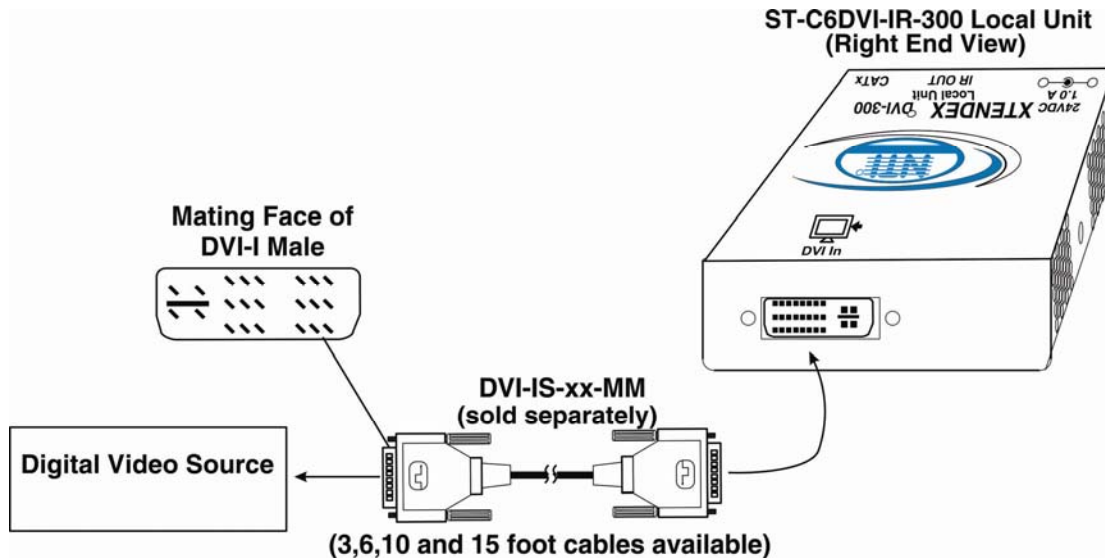 ST-C6DVI-IR-300 Local Unit
(Right End View)
CATx
IR OUT
Local Unit
DVI-300
XTENDEX
24VDC
1.0 A
NTI
DVI In
Mating Face of
DVI-I Male
DVI-IS-xx-MM
(sold separately)
Digital Video Source
(3,6,10 and 15 foot cables available)